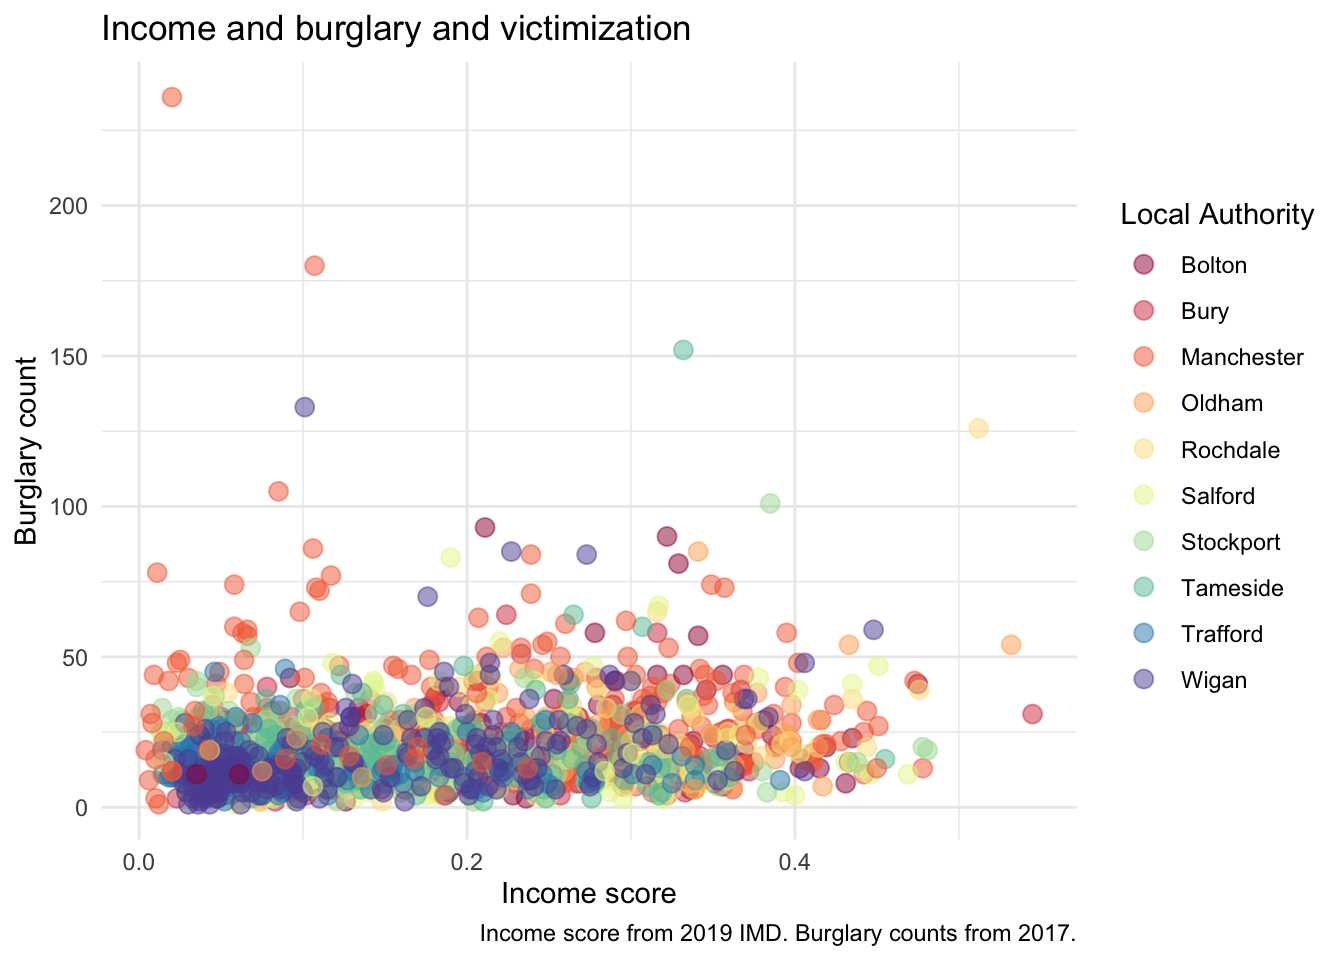 Income and burglary and victimization
Burglary count
200
150
100
50
0
0.0
0.2
0.4
Income score
Income score from 2019 IMD. Burglary counts from 2017.
Local Authority
Bolton
Bury
Manchester
Oldham
Rochdale
Salford
Stockport
Tameside
Trafford
Wigan